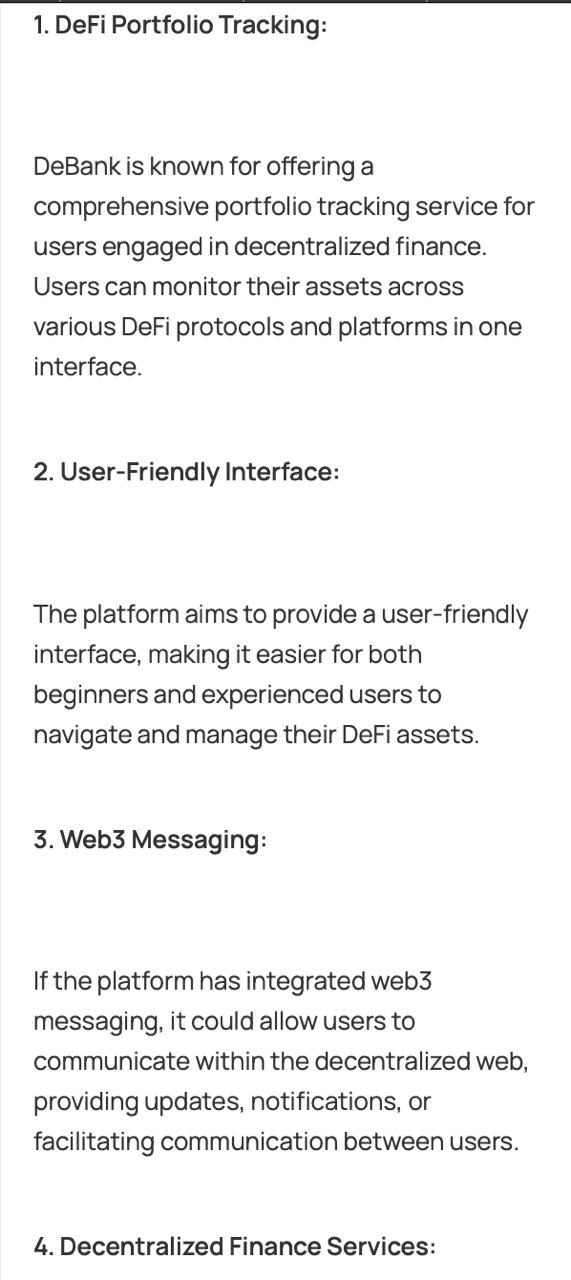 1. DeFi Portfolio Tracking:
DeBank is known for offering a
comprehensive portfolio tracking service for
users engaged in decentralized finance.
Users can monitor their assets across
various DeFi protocols and platforms in one
interface.
2. User-Friendly Interface:
The platform aims to provide a user-friendly
interface, making it easier for both
beginners and experienced users to
navigate and manage their DeFi assets.
3. Web3 Messaging:
If the platform has integrated web3
messaging, it could allow users to
communicate within the decentralized web,
providing updates, notifications, or
facilitating communication between users.
4. Decentralized Finance Services: